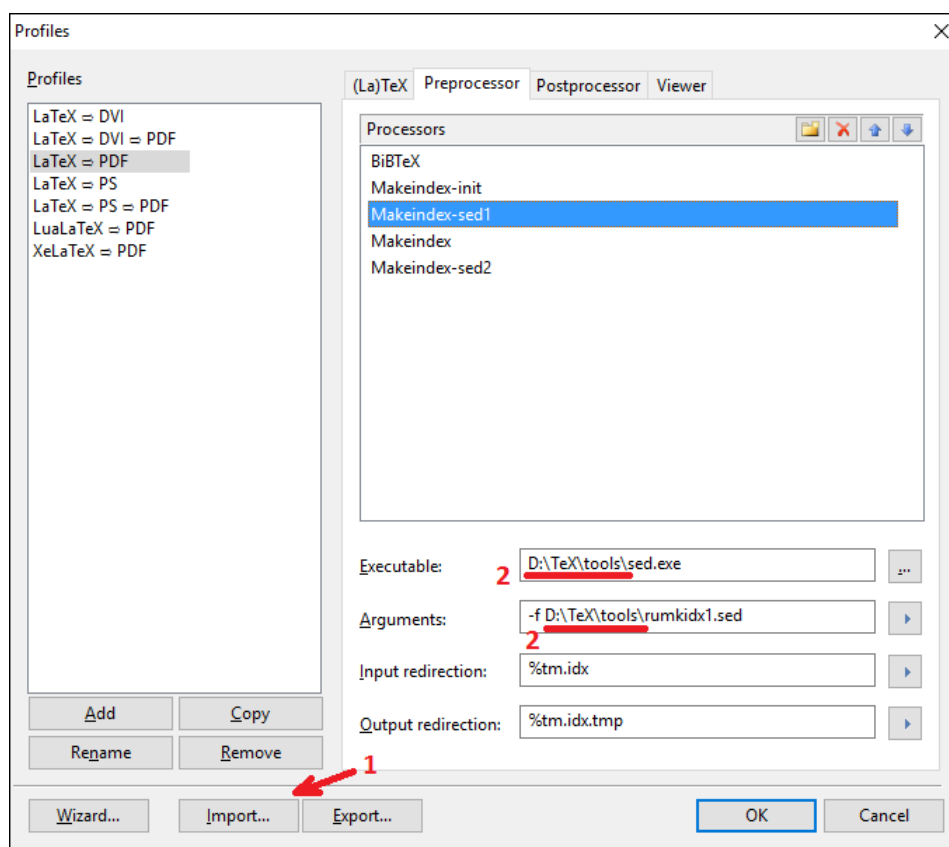 Profiles
Profiles
LaTeX ⇨ DVI
LaTeX ⇨ DVI ⇨ PDF
LaTeX ⇨ PDF
LaTeX ⇨ PS
LaTeX ⇨ PS ⇨ PDF
LuaLaTeX ⇨ PDF
XeLaTeX ⇨ PDF
Add Copy
Rename Remove
(La)TeX Preprocessor Postprocessor Viewer
Processors
BiBTeX
Makeindex-init
Makeindex-sed1
Makeindex
Makeindex-sed2
Executable: 2 D:\TeX\tools\sed.exe ...
Arguments: -f D:\TeX\tools\rumkidx1.sed
2
Input redirection: %tm.idx
Output redirection: %tm.idx.tmp
1
Wizard... Import... Export... OK Cancel